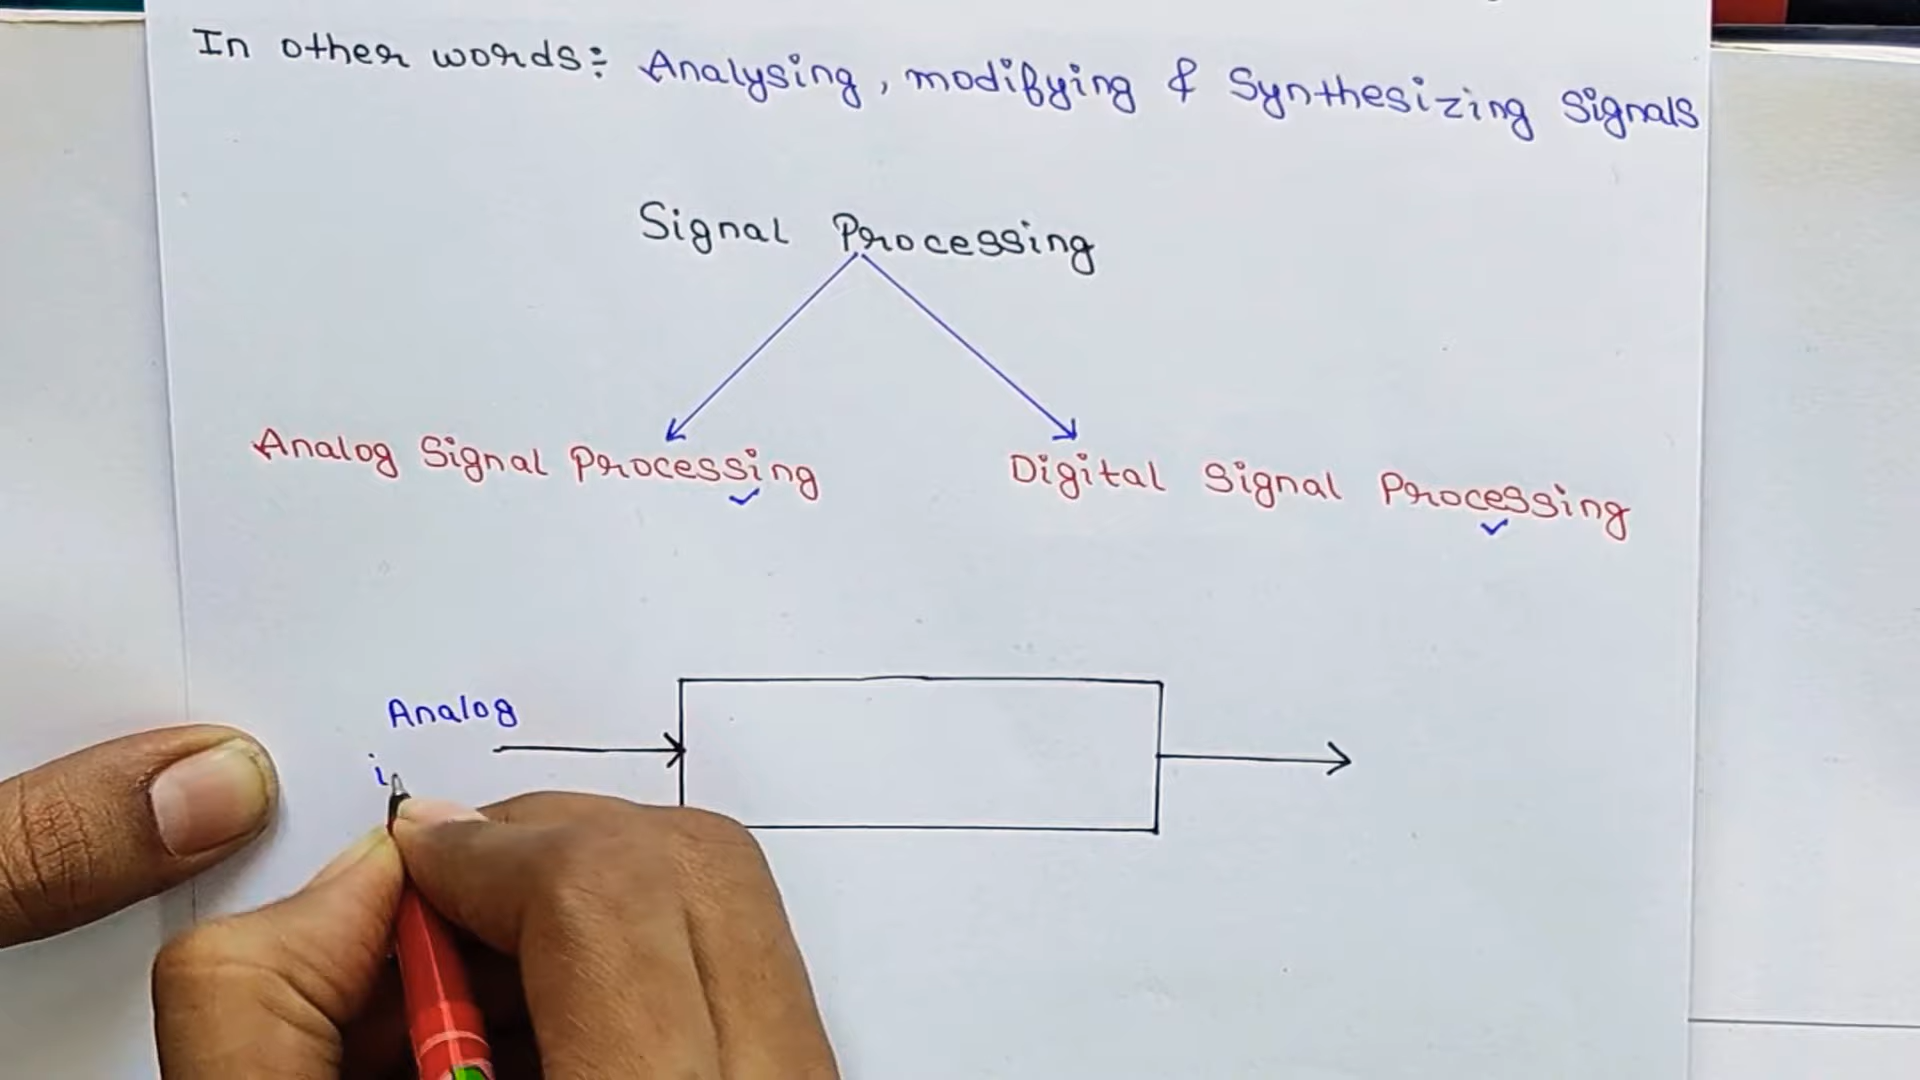 In other words:- Analysing, modifying & Synthesizing Signals
Signal Processing
Analog Signal Processing
Digital Signal Processing
Analog
i